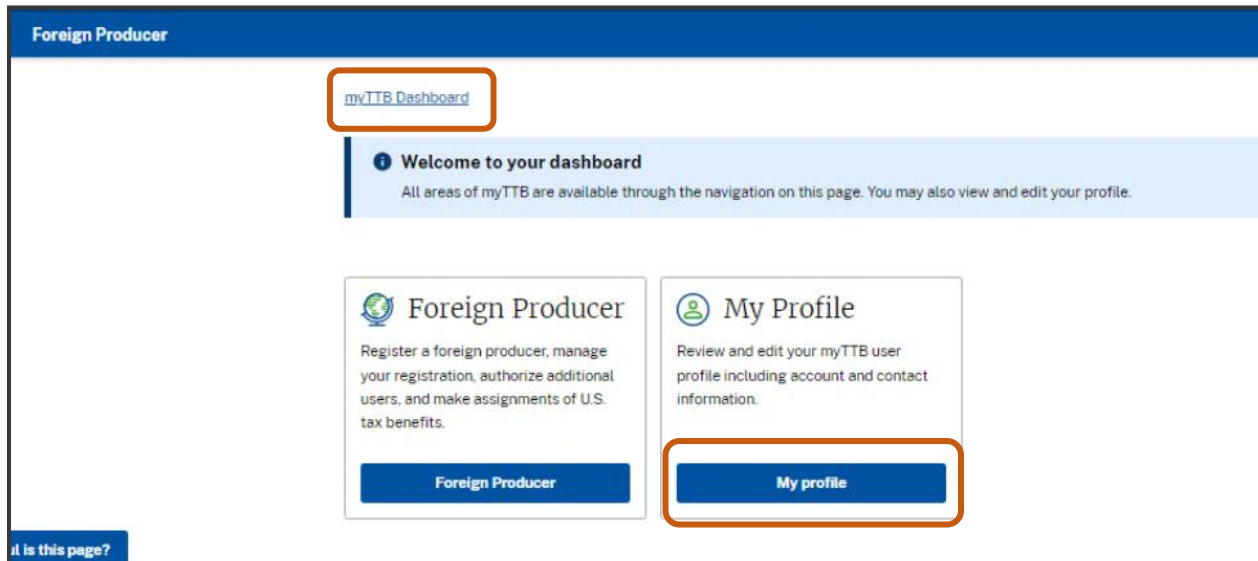 Foreign Producer
myTTB Dashboard
Welcome to your dashboard
All areas of myTTB are available through the navigation on this page. You may also view and edit your profile.
Foreign Producer
Register a foreign producer, manage
your registration, authorize additional
users, and make assignments of U.S.
tax benefits.
Foreign Producer
My Profile
Review and edit your myTTB user
profile including account and contact
information.
My profile
is this page?